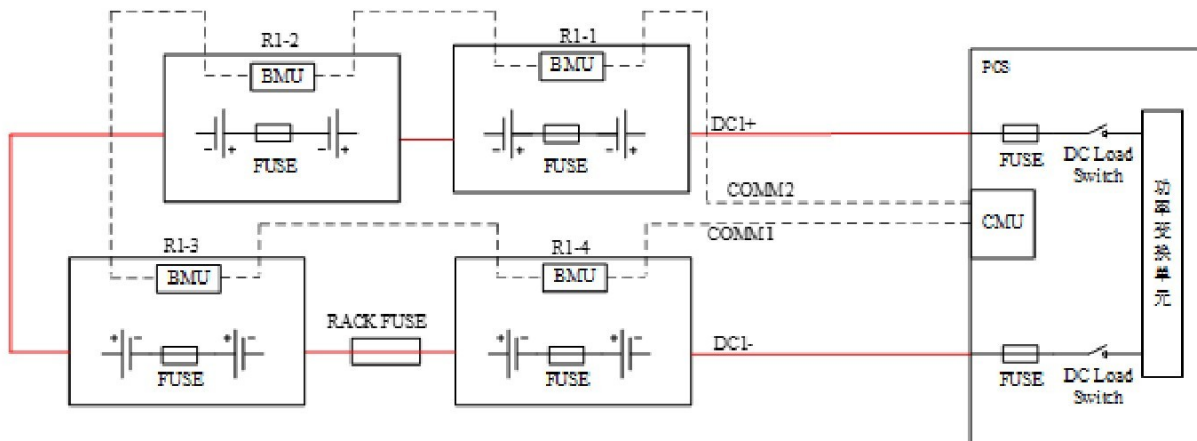 R1-2
R1-1
BMU
BMU
PCS
DC1+
FUSE
FUSE
FUSE
DC Load
Switch
COMM2
COMM1
CMU
功率变换单元
R1-3
R1-4
BMU
BMU
RACK FUSE
DC1-
FUSE
FUSE
FUSE
DC Load
Switch